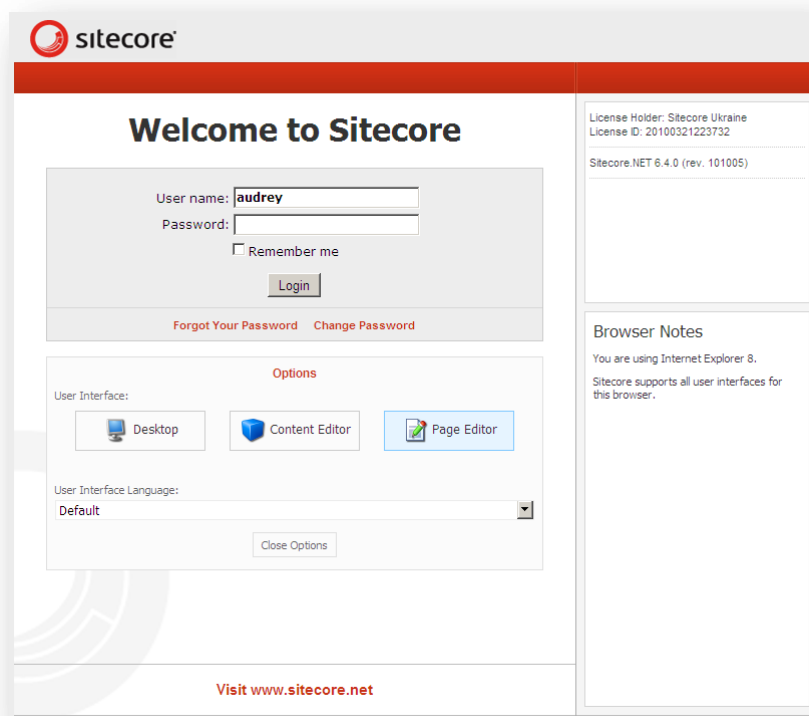 sitecore
Welcome to Sitecore
User name: audrey
Password:
Remember me
Login
Forgot Your Password Change Password
Options
User Interface:
Desktop Content Editor Page Editor
User Interface Language:
Default
Close Options
Visit www.sitecore.net
License Holder: Sitecore Ukraine
License ID: 20100321223732
Sitecore.NET 6.4.0 (rev. 101005)
Browser Notes
You are using Internet Explorer 8.
Sitecore supports all user interfaces for
this browser.